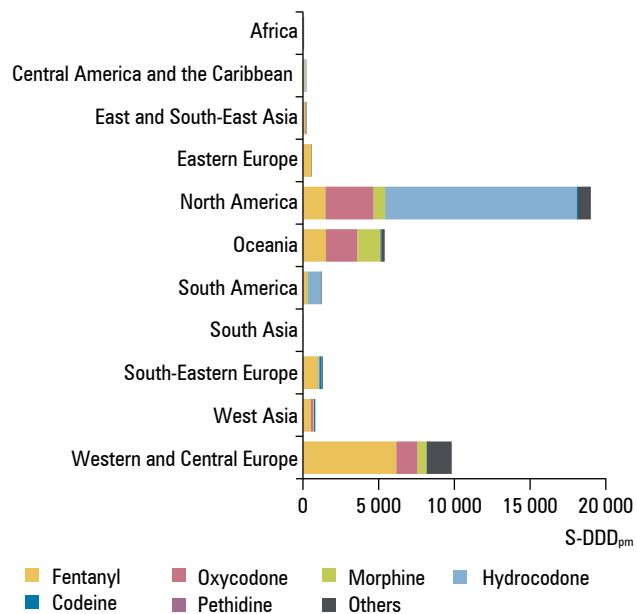 Africa
Central America and the Caribbean
East and South-East Asia
Eastern Europe
North America
Oceania
South America
South Asia
South-Eastern Europe
West Asia
Western and Central Europe
0 5 000 10 000 15 000 20 000
S-DDDpm
Fentanyl Oxycodone Morphine Hydrocodone
Codeine Pethidine Others